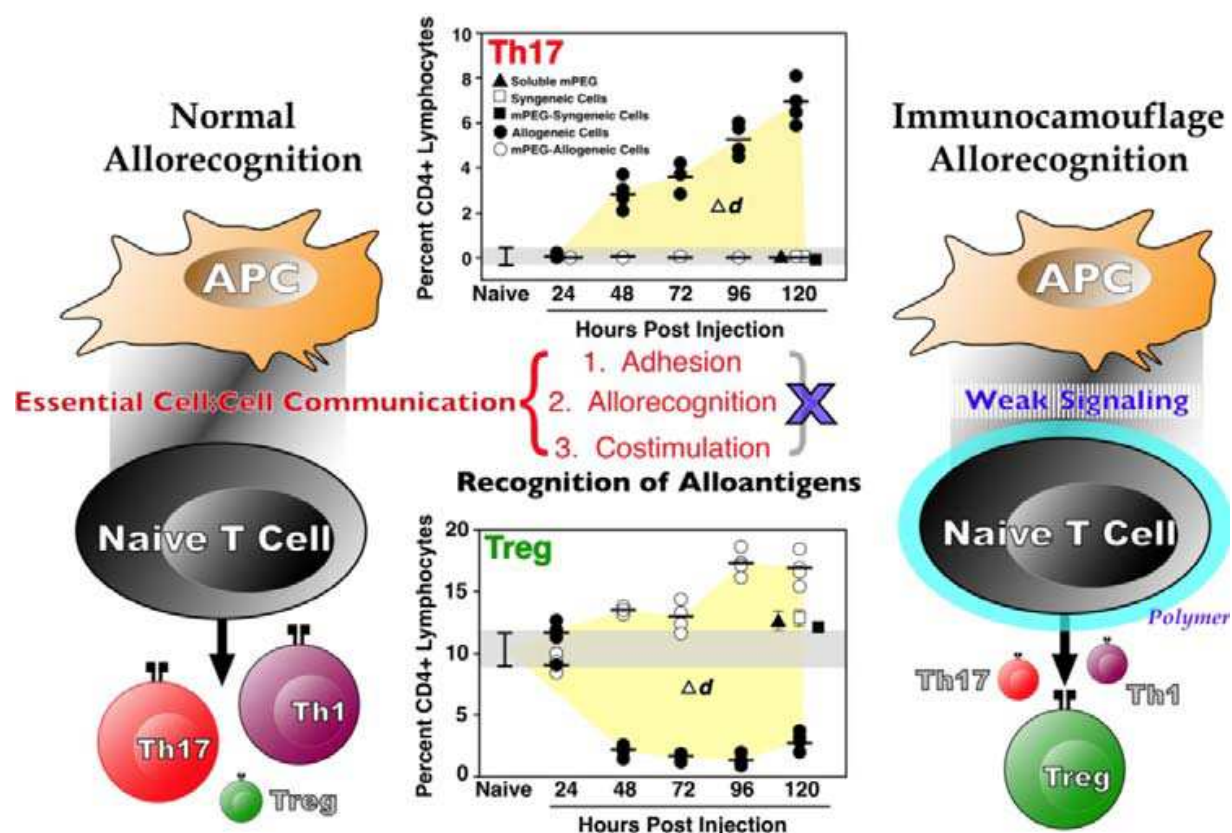 Normal
Allorecognition
APC
Essential Cell:Cell Communication
Naive T Cell
Th17
Th1
Treg
10
8
6
4
2
0
Percent CD4+ Lymphocytes
Th17
Soluble mPEG
Syngeneic Cells
mPEG-Syngeneic Cells
Allogeneic Cells
mPEG-Allogeneic Cells
Δd
Naive 24 48 72 96 120
Hours Post Injection
1. Adhesion
2. Allorecognition
3. Costimulation
X
Recognition of Alloantigens
20
15
10
5
0
Percent CD4+ Lymphocytes
Treg
Δd
Naive 24 48 72 96 120
Hours Post Injection
Immunocamouflage
Allorecognition
APC
Weak Signaling
Naive T Cell
Polymer
Th17
Th1
Treg